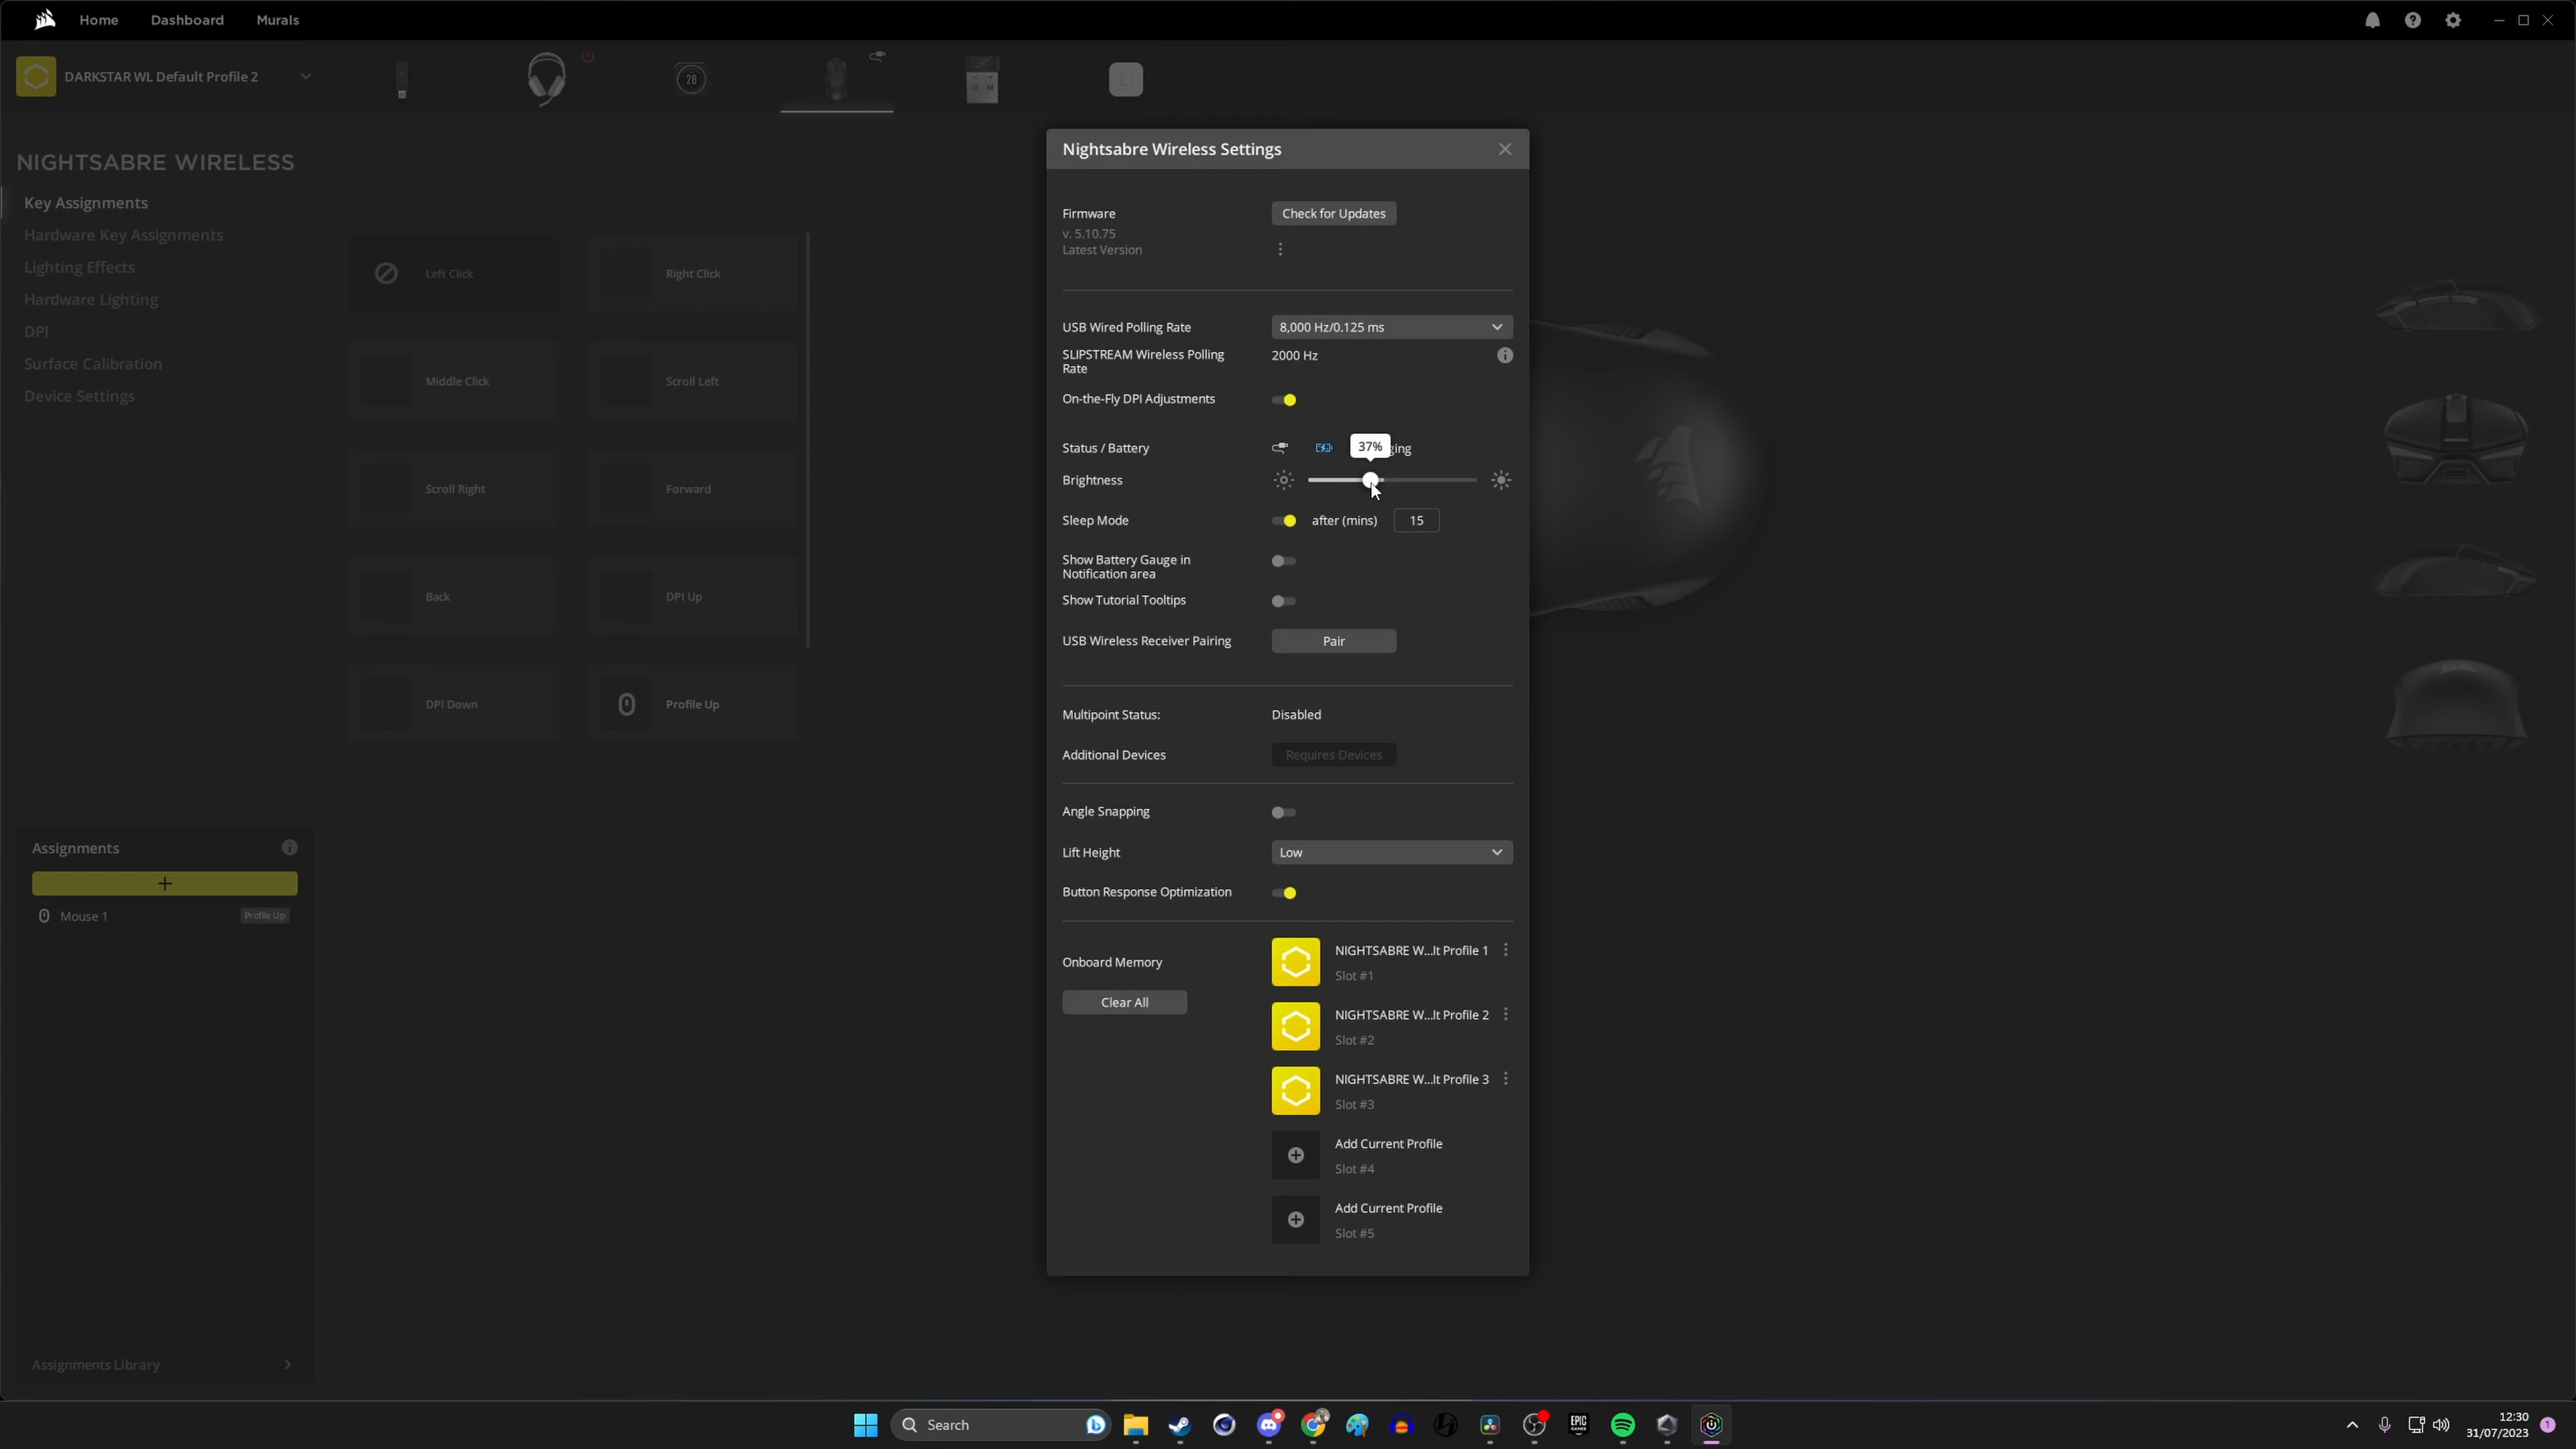 Home Dashboard Murals
DARKSTAR WL Default Profile 2
28
NIGHTSABRE WIRELESS
Key Assignments
Hardware Key Assignments
Lighting Effects
Hardware Lighting
DPI
Surface Calibration
Device Settings
Left Click
Right Click
Middle Click
Scroll Left
Scroll Right
Forward
Back
DPI Up
DPI Down
Profile Up
Assignments
Mouse 1 Profile Up
Assignments Library
Nightsabre Wireless Settings
Firmware
Check for Updates
v. 5.10.75
Latest Version
USB Wired Polling Rate
8,000 Hz/0.125 ms
SLIPSTREAM Wireless Polling
Rate
2000 Hz
On-the-Fly DPI Adjustments
Status / Battery
37%
ging
Brightness
Sleep Mode
after (mins) 15
Show Battery Gauge in
Notification area
Show Tutorial Tooltips
USB Wireless Receiver Pairing
Pair
Multipoint Status:
Disabled
Additional Devices
Requires Devices
Angle Snapping
Lift Height
Low
Button Response Optimization
Onboard Memory
Clear All
NIGHTSABRE W...lt Profile 1
Slot #1
NIGHTSABRE W...lt Profile 2
Slot #2
NIGHTSABRE W...lt Profile 3
Slot #3
Add Current Profile
Slot #4
Add Current Profile
Slot #5
Search
EPIC
GAMES
12:30
31/07/2023
1